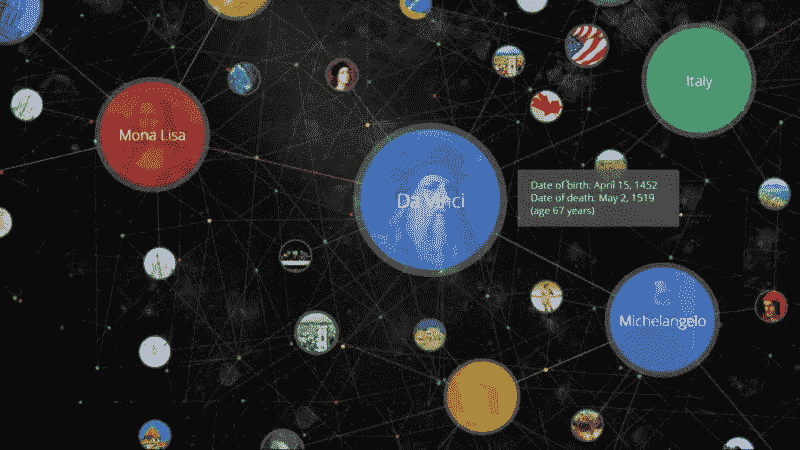 Italy
Mona Lisa
Da Vinci
Date of birth: April 15, 1452
Date of death: May 2, 1519
(age 67 years)
Michelangelo